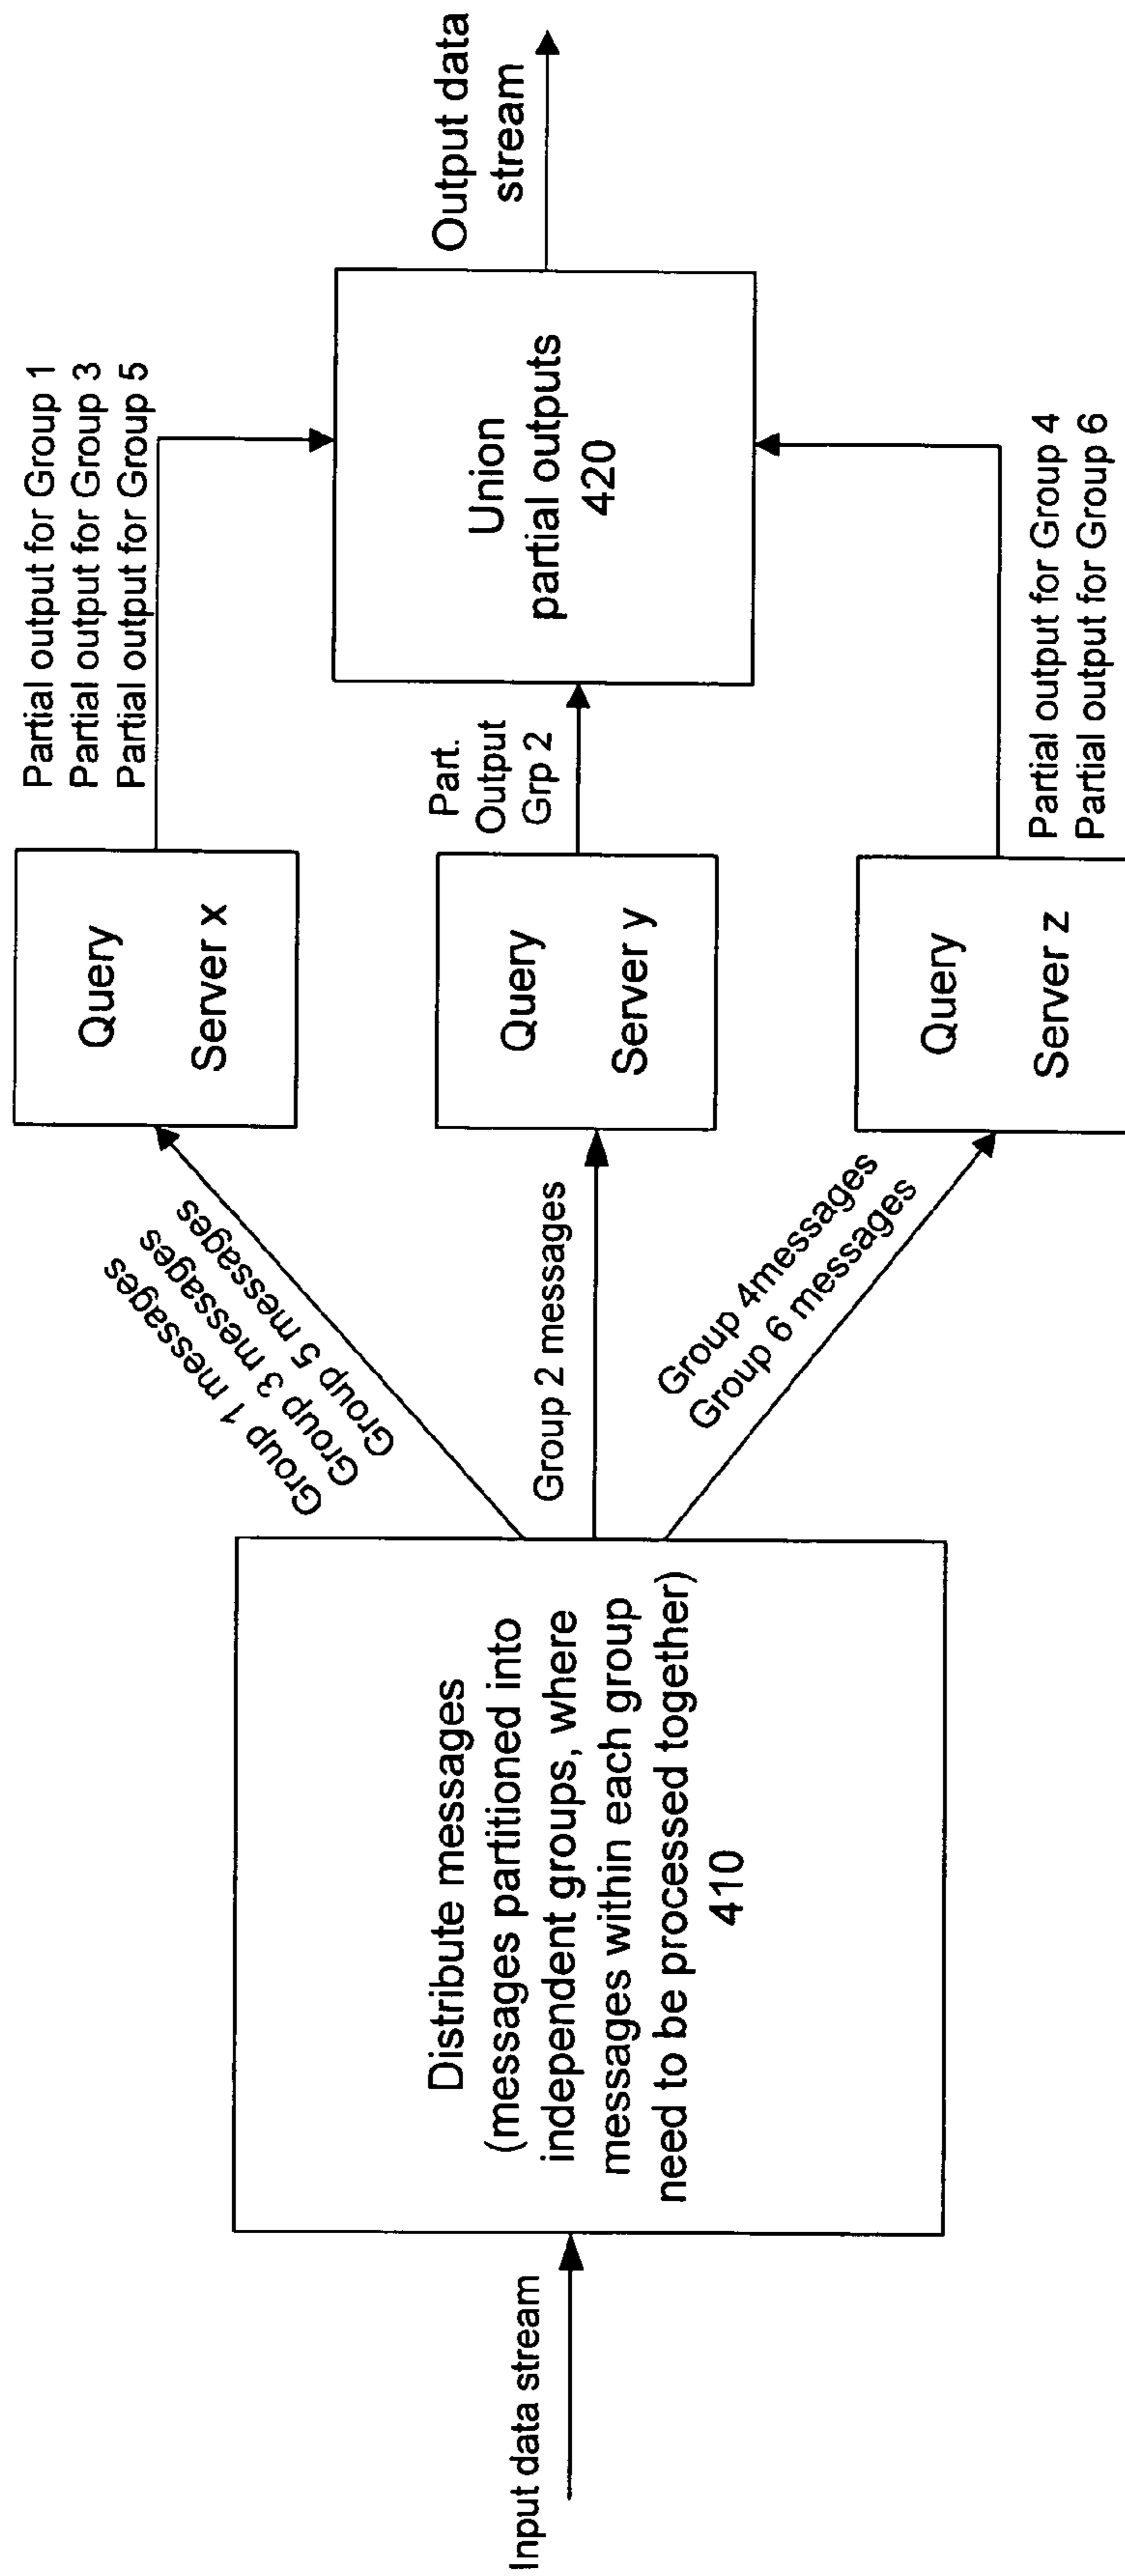 Input data stream
Distribute messages
(messages partitioned into
independent groups, where
messages within each group
need to be processed together)
410
Group 1 messages
Group 3 messages
Group 5 messages
Group 2 messages
Group 4messages
Group 6 messages
Query
Server x
Query
Server y
Query
Server z
Partial output for Group 1
Partial output for Group 3
Partial output for Group 5
Part.
Output
Grp 2
Partial output for Group 4
Partial output for Group 6
Union
partial outputs
420
Output data
stream